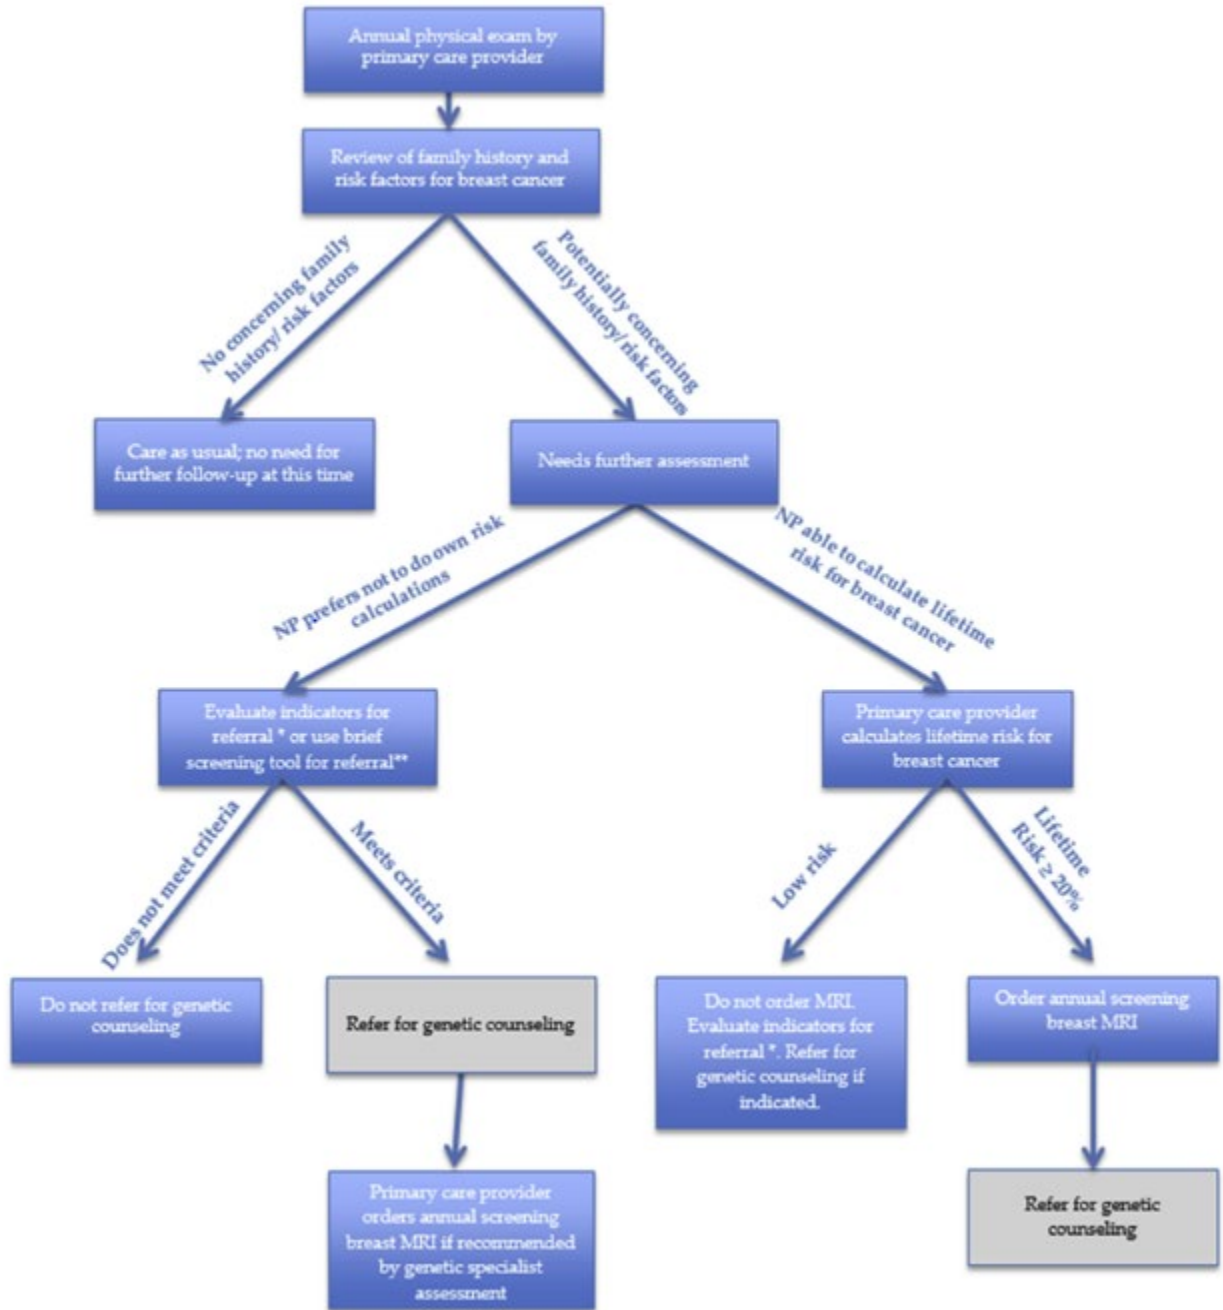 Annual physical exam by
primary care provider
Review of family history and
risk factors for breast cancer
No concerning family
history/ risk factors
Potentially concerning
family history/ risk factors
Care as usual; no need for
further follow-up at this time
Needs further assessment
NP prefers not to do own risk
calculations
NP able to calculate lifetime
risk for breast cancer
Evaluate indicators for
referral * or use brief
screening tool for referral**
Primary care provider
calculates lifetime risk for
breast cancer
Does not meet criteria
Meets criteria
Low risk
Lifetime
Risk ≥ 20%
Do not refer for genetic
counseling
Refer for genetic counseling
Do not order MRI.
Evaluate indicators for
referral *. Refer for
genetic counseling if
indicated.
Order annual screening
breast MRI
Primary care provider
orders annual screening
breast MRI if recommended
by genetic specialist
assessment
Refer for genetic
counseling